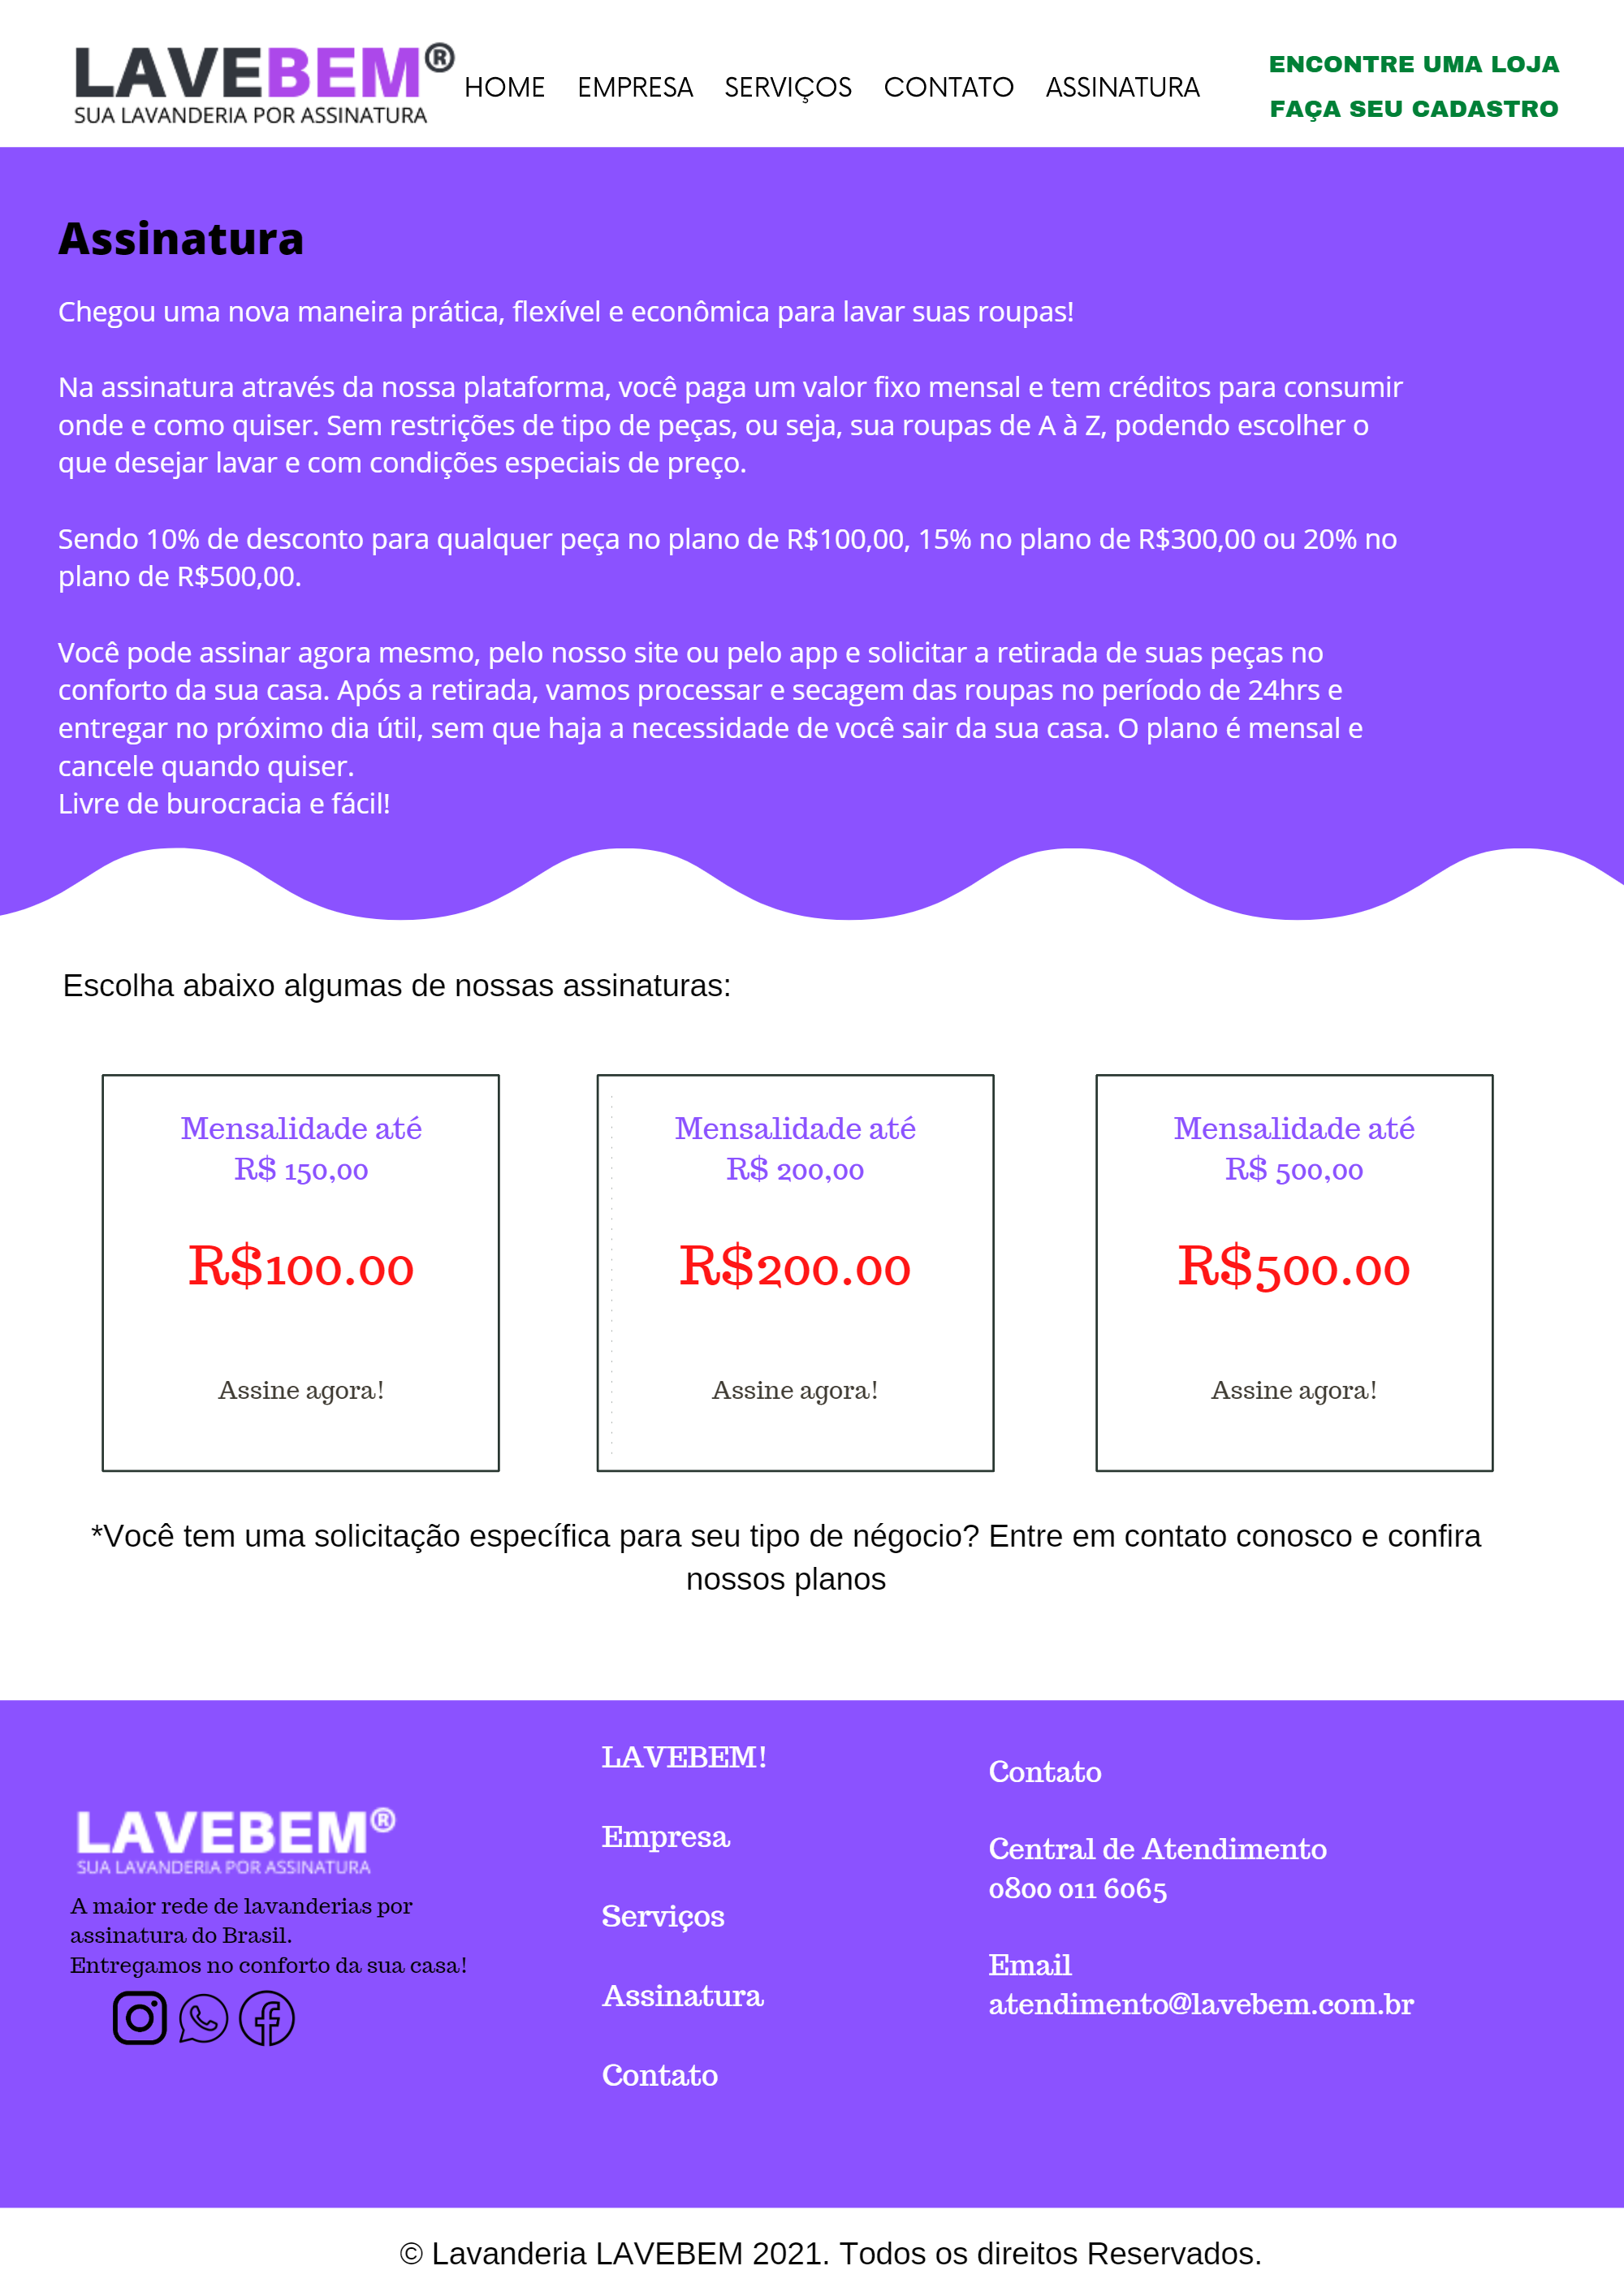 LAVEBEM®
SUA LAVANDERIA POR ASSINATURA
HOME EMPRESA SERVIÇOS CONTATO ASSINATURA
ENCONTRE UMA LOJA
FAÇA SEU CADASTRO
Assinatura
Chegou uma nova maneira prática, flexível e econômica para lavar suas roupas!
Na assinatura através da nossa plataforma, você paga um valor fixo mensal e tem créditos para consumir
onde e como quiser. Sem restrições de tipo de peças, ou seja, sua roupas de A à Z, podendo escolher o
que desejar lavar e com condições especiais de preço.
Sendo 10% de desconto para qualquer peça no plano de R$100,00, 15% no plano de R$300,00 ou 20% no
plano de R$500,00.
Você pode assinar agora mesmo, pelo nosso site ou pelo app e solicitar a retirada de suas peças no
conforto da sua casa. Após a retirada, vamos processar e secagem das roupas no período de 24hrs e
entregar no próximo dia útil, sem que haja a necessidade de você sair da sua casa. O plano é mensal e
cancele quando quiser.
Livre de burocracia e fácil!
Escolha abaixo algumas de nossas assinaturas:
Mensalidade até
R$ 150,00
R$100.00
Assine agora!
Mensalidade até
R$ 200,00
R$200.00
Assine agora!
Mensalidade até
R$ 500,00
R$500.00
Assine agora!
*Você tem uma solicitação específica para seu tipo de négocio? Entre em contato conosco e confira
nossos planos
LAVEBEM®
SUA LAVANDERIA POR ASSINATURA
A maior rede de lavanderias por
assinatura do Brasil.
Entregamos no conforto da sua casa!
LAVEBEM!
Empresa
Serviços
Assinatura
Contato
Contato
Central de Atendimento
0800 011 6065
Email
atendimento@lavebem.com.br
© Lavanderia LAVEBEM 2021. Todos os direitos Reservados.